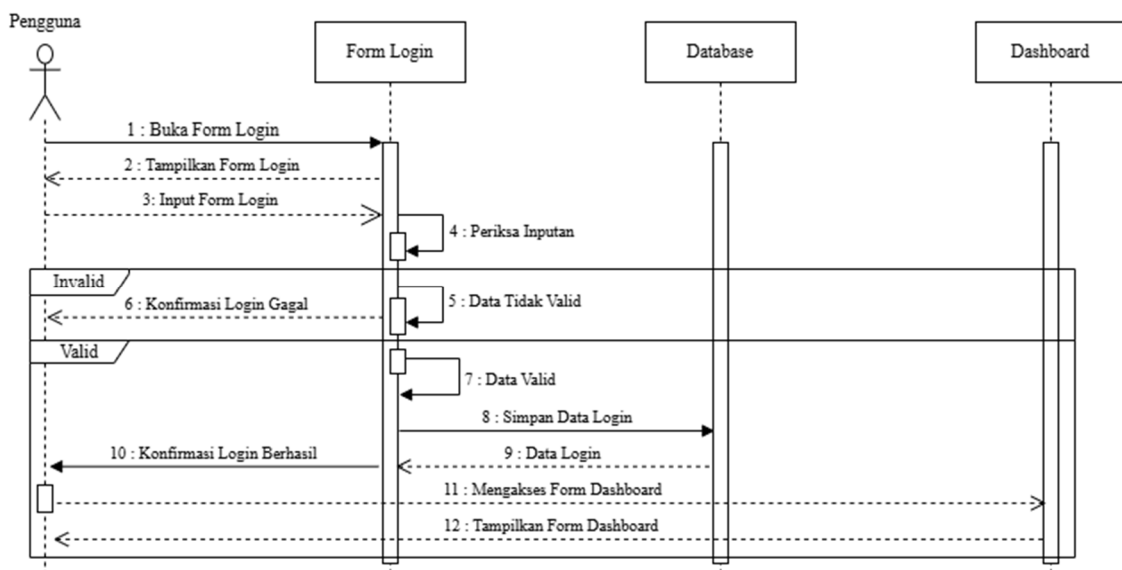 Pengguna
Form Login
Database
Dashboard
1 : Buka Form Login
2 : Tampilkan Form Login
3: Input Form Login
4 : Periksa Inputan
Invalid
5 : Data Tidak Valid
6 : Konfirmasi Login Gagal
Valid
7 : Data Valid
8 : Simpan Data Login
9 : Data Login
10 : Konfirmasi Login Berhasil
11 : Mengakses Form Dashboard
12 : Tampilkan Form Dashboard